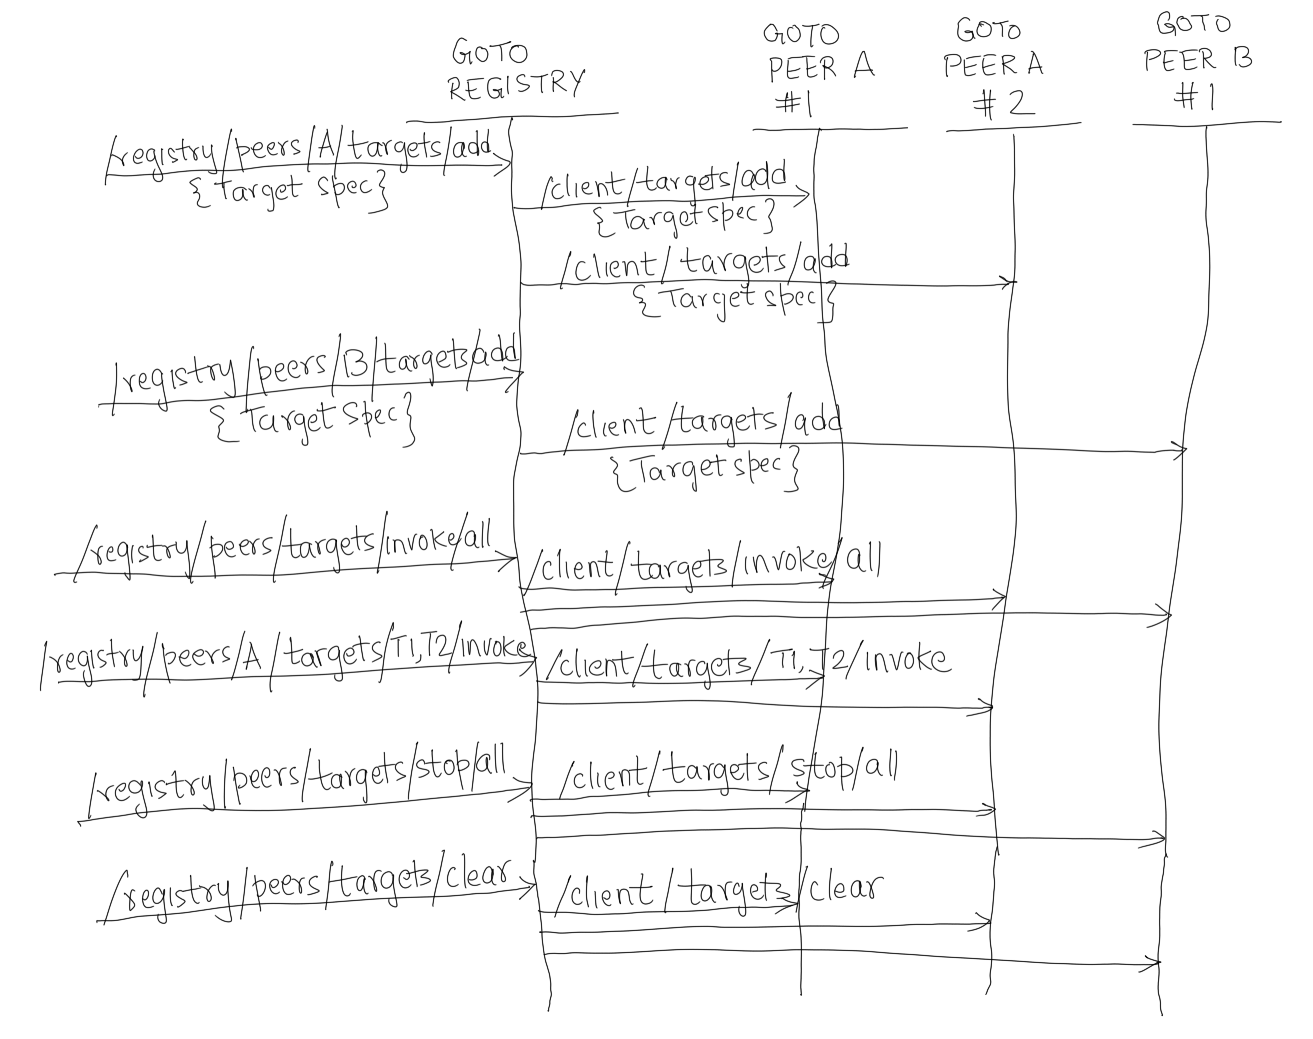 GOTO
REGISTRY
GOTO
PEER A
#1
GOTO
PEER A
#2
GOTO
PEER B
#1
/registry/peers/A/targets/add
{Target spec}
/client/targets/add
{Target spec}
/client/targets/add
{Target spec}
/registry/peers/B/targets/add
{Target Spec}
/client/targets/add
{Target spec}
/registry/peers/targets/invoke/all
/client/targets/invoke/all
/registry/peers/A/targets/T1,T2/invoke
/client/targets/T1,T2/invoke
/registry/peers/targets/stop/all
/client/targets/stop/all
/registry/peers/targets/clear
/client/targets/clear